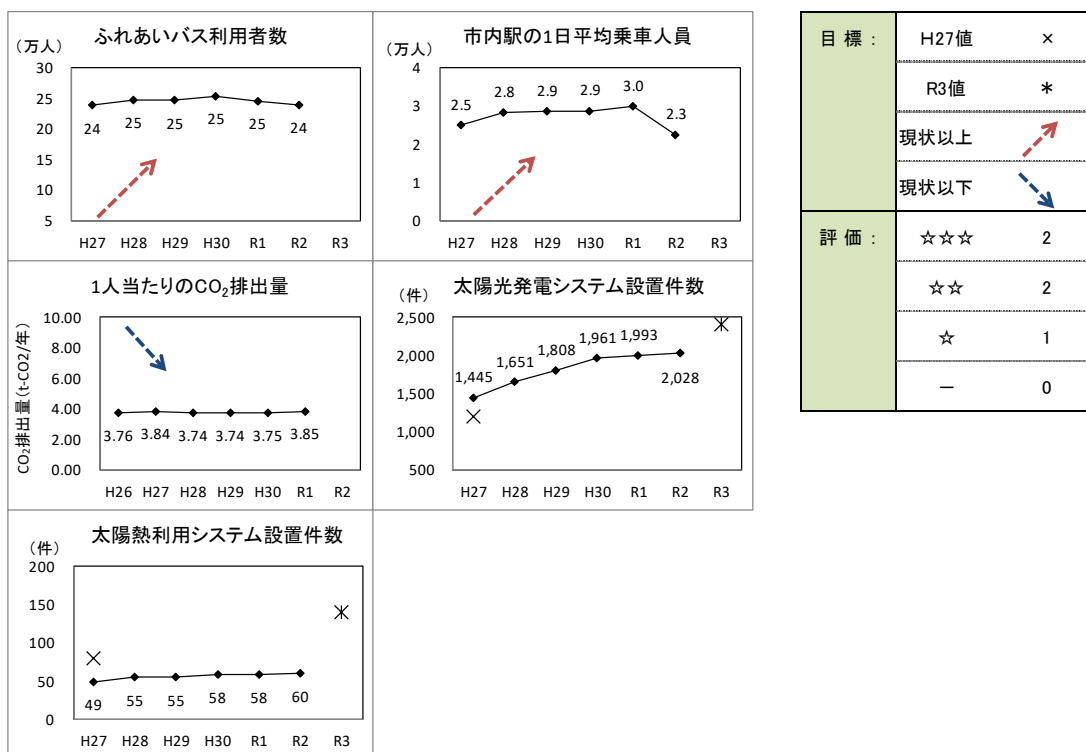 ふれあいバス利用者数
（万人）
30
25
20
15
10
5
24 25 25 25 25 24
H27 H28 H29 H30 R1 R2 R3
市内駅の1日平均乗車人員
（万人）
4
3
2
1
0
2.5 2.8 2.9 2.9 3.0 2.3
H27 H28 H29 H30 R1 R2 R3
1人当たりのCO₂排出量
CO₂排出量（t-CO2/年）
10.00
8.00
6.00
4.00
2.00
0.00
3.76 3.84 3.74 3.74 3.75 3.85
H26 H27 H28 H29 H30 R1 R2
太陽光発電システム設置件数
（件）
2,500
2,000
1,500
1,000
500
1,445 1,651 1,808 1,961 1,993 2,028
H27 H28 H29 H30 R1 R2 R3
太陽熱利用システム設置件数
（件）
200
150
100
50
0
49 55 55 58 58 60
H27 H28 H29 H30 R1 R2 R3
目 標 ： H27値 ×
R3値 *
現状以上
現状以下
評 価 ： ☆☆☆ 2
☆☆ 2
☆ 1
－ 0